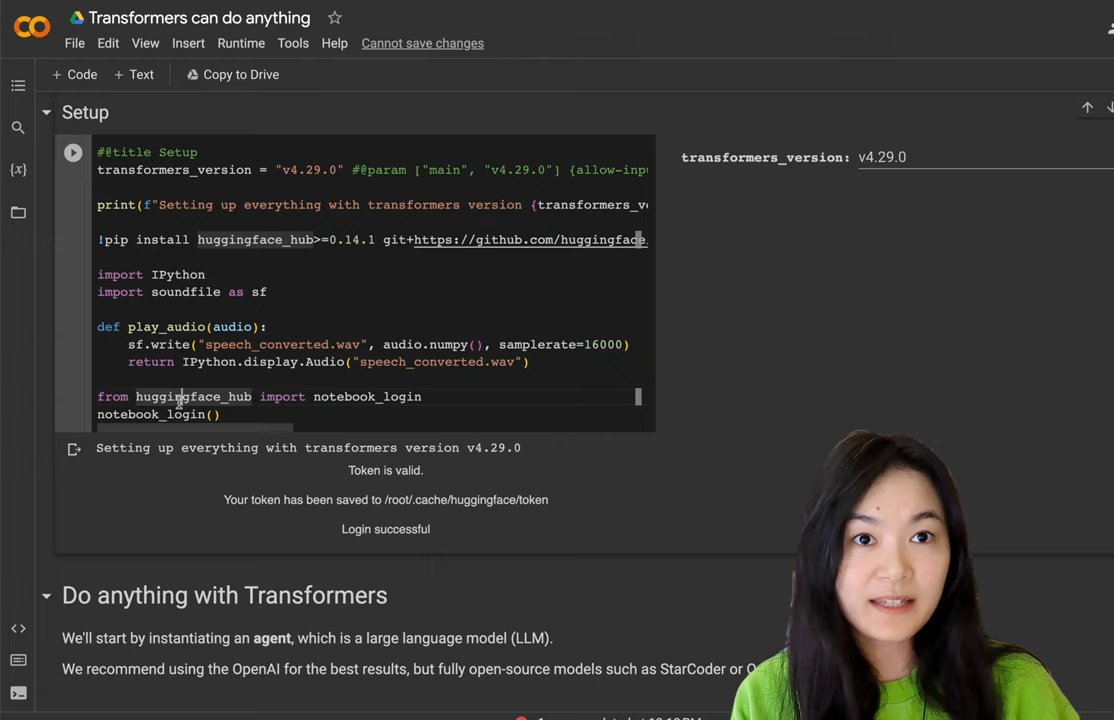 Transformers can do anything
File Edit View Insert Runtime Tools Help Cannot save changes
+ Code + Text Copy to Drive
Setup
#@title Setup
transformers_version = "v4.29.0" #@param ["main", "v4.29.0"] {allow-inpu
transformers_version: v4.29.0
print(f"Setting up everything with transformers version {transformers_ve
!pip install huggingface_hub>=0.14.1 git+https://github.com/huggingface
import IPython
import soundfile as sf
def play_audio(audio):
sf.write("speech_converted.wav", audio.numpy(), samplerate=16000)
return IPython.display.Audio("speech_converted.wav")
from huggingface_hub import notebook_login
notebook_login()
Setting up everything with transformers version v4.29.0
Token is valid.
Your token has been saved to /root/.cache/huggingface/token
Login successful
Do anything with Transformers
We'll start by instantiating an agent, which is a large language model (LLM).
We recommend using the OpenAI for the best results, but fully open-source models such as StarCoder or O